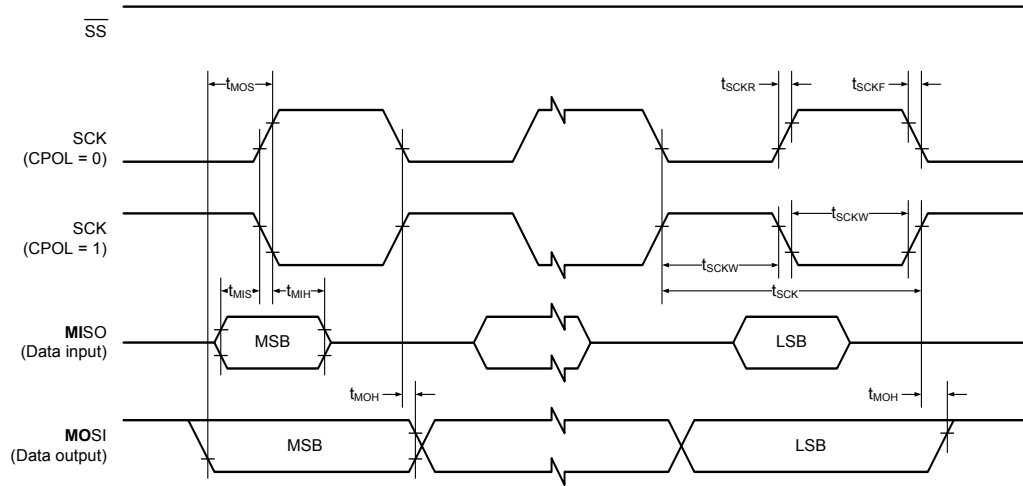 SS
tMOS
tSCKR
tSCKF
SCK
(CPOL = 0)
SCK
(CPOL = 1)
tSCKW
tSCKW
tSCK
tMIS
tMIH
MISO
(Data input)
MSB
LSB
tMOH
tMOH
MOSI
(Data output)
MSB
LSB